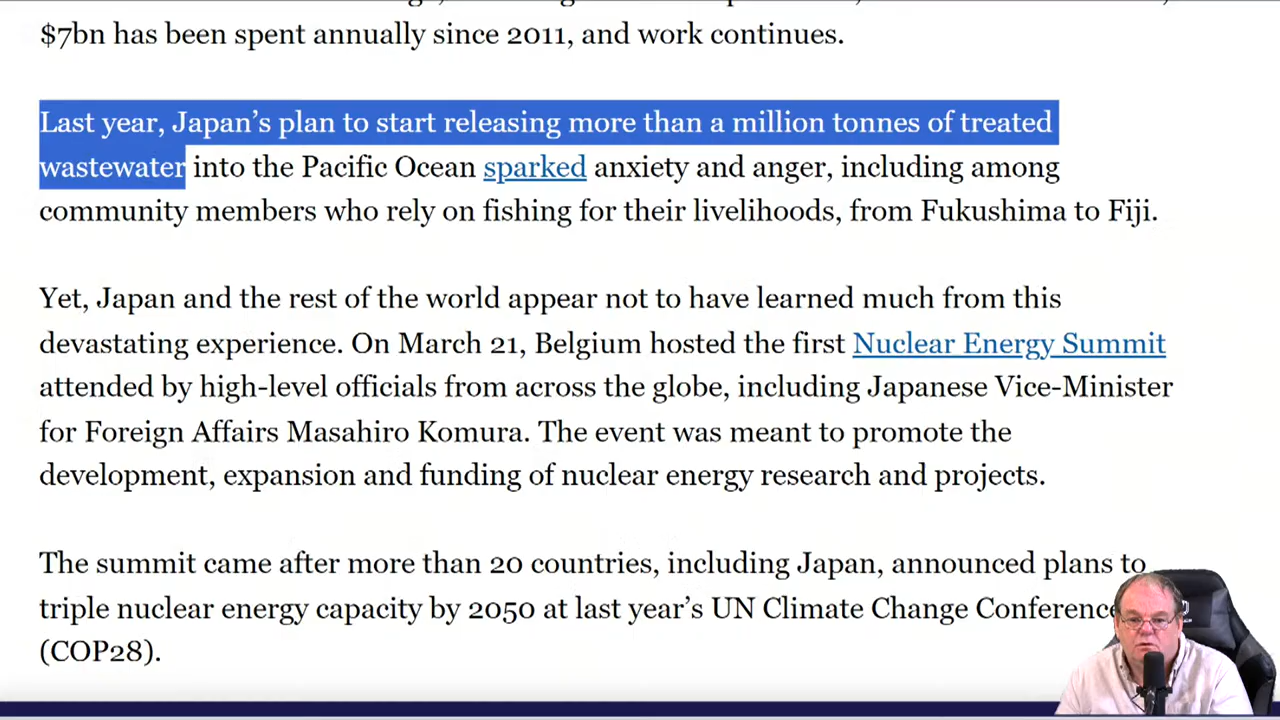 $7bn has been spent annually since 2011, and work continues.
Last year, Japan’s plan to start releasing more than a million tonnes of treated
wastewater into the Pacific Ocean sparked anxiety and anger, including among
community members who rely on fishing for their livelihoods, from Fukushima to Fiji.
Yet, Japan and the rest of the world appear not to have learned much from this
devastating experience. On March 21, Belgium hosted the first Nuclear Energy Summit
attended by high-level officials from across the globe, including Japanese Vice-Minister
for Foreign Affairs Masahiro Komura. The event was meant to promote the
development, expansion and funding of nuclear energy research and projects.
The summit came after more than 20 countries, including Japan, announced plans to
triple nuclear energy capacity by 2050 at last year’s UN Climate Change Conference
(COP28).